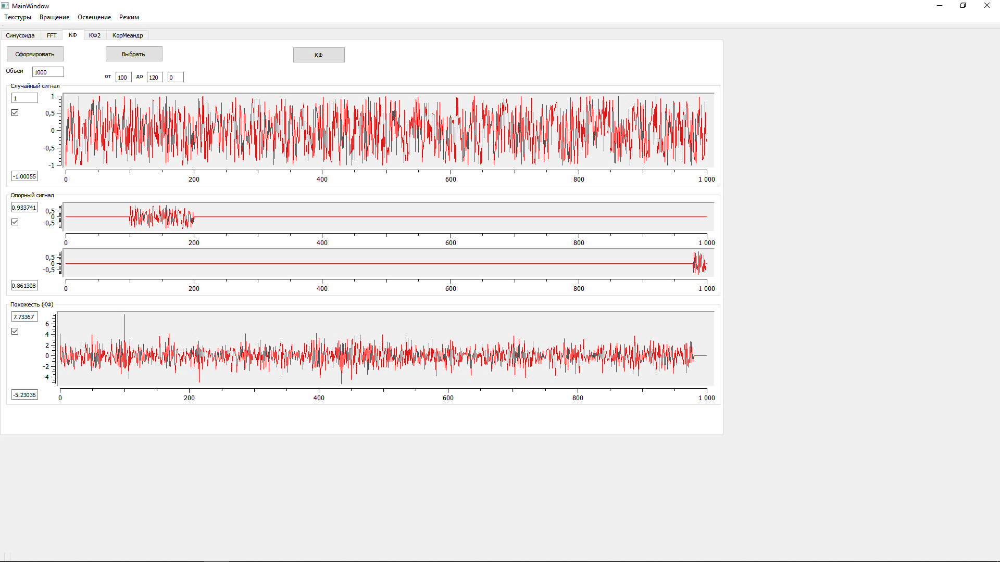 MainWindow
Текстуры Вращение Освещение Режим
Синусоида FFT КФ КФ2 КорМеандр
Сформировать Выбрать КФ
Объем 1000
от 100 до 120 0
Случайный сигнал
1
1
0,5
0
-0,5
-1
-1.00055
0 200 400 600 800 1 000
Опорный сигнал
0.933741
0,5
0
-0,5
0 200 400 600 800 1 000
0,5
0
-0,5
0.861308
0 200 400 600 800 1 000
Похожесть (КФ)
7.73367
6
4
2
0
-2
-4
-5.23036
0 200 400 600 800 1 000